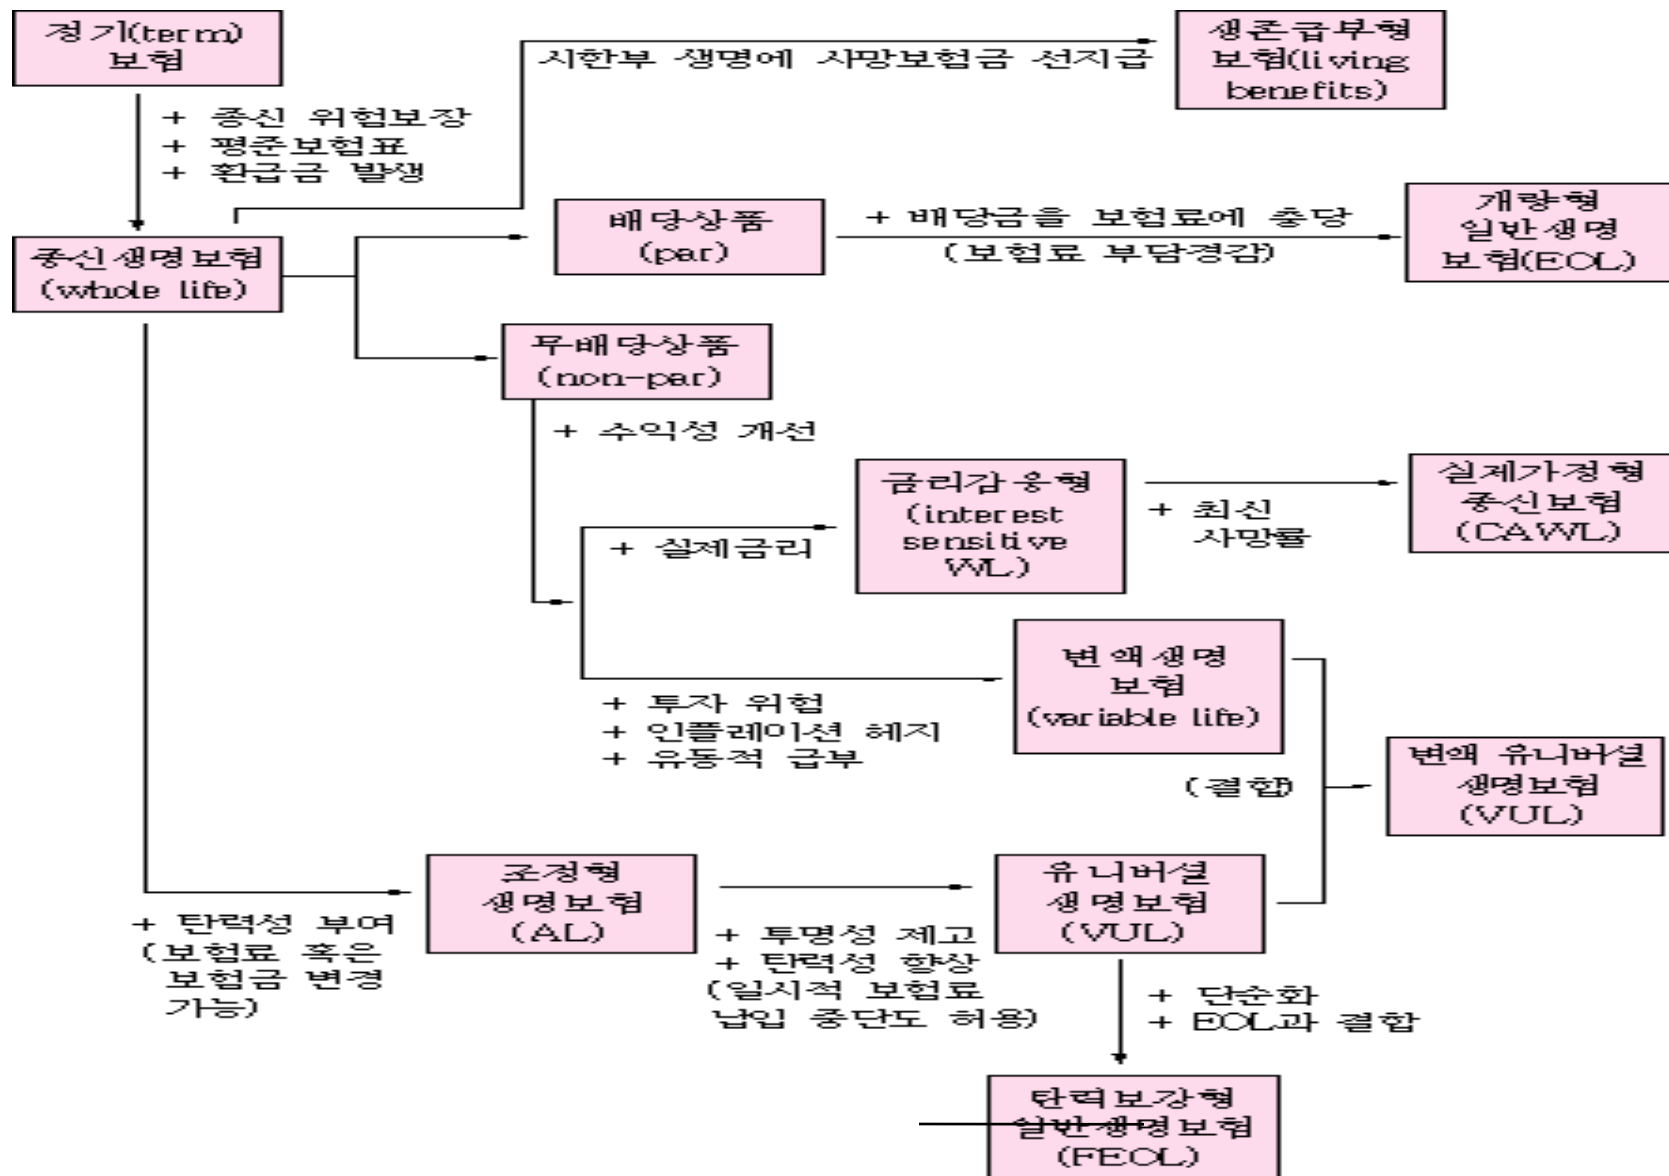 정기(term)
보험
시한부 생명에 사망보험금 선지급
생존급부형
보험(living
benefits)
+ 종신 위험보장
+ 평준보험표
+ 환급금 발생
종신생명보험
(whole life)
배당상품
(par)
+ 배당금을 보험료에 충당
(보험료 부담경감)
개량형
일반생명
보험(EOL)
무배당상품
(non-par)
+ 수익성 개선
+ 실제금리
금리감응형
(interest
sensitive
WL)
+ 최신
사망률
실제가정형
종신보험
(CAWL)
+ 투자 위험
+ 인플레이션 헤지
+ 유동적 급부
변액생명
보험
(variable life)
(결합)
변액 유니버셜
생명보험
(VUL)
+ 탄력성 부여
(보험료 혹은
보험금 변경
가능)
조정형
생명보험
(AL)
+ 투명성 제고
+ 탄력성 향상
(일시적 보험료
납입 중단도 허용)
유니버셜
생명보험
(VUL)
+ 단순화
+ EOL과 결합
탄력보강형
일반생명보험
(FEOL)